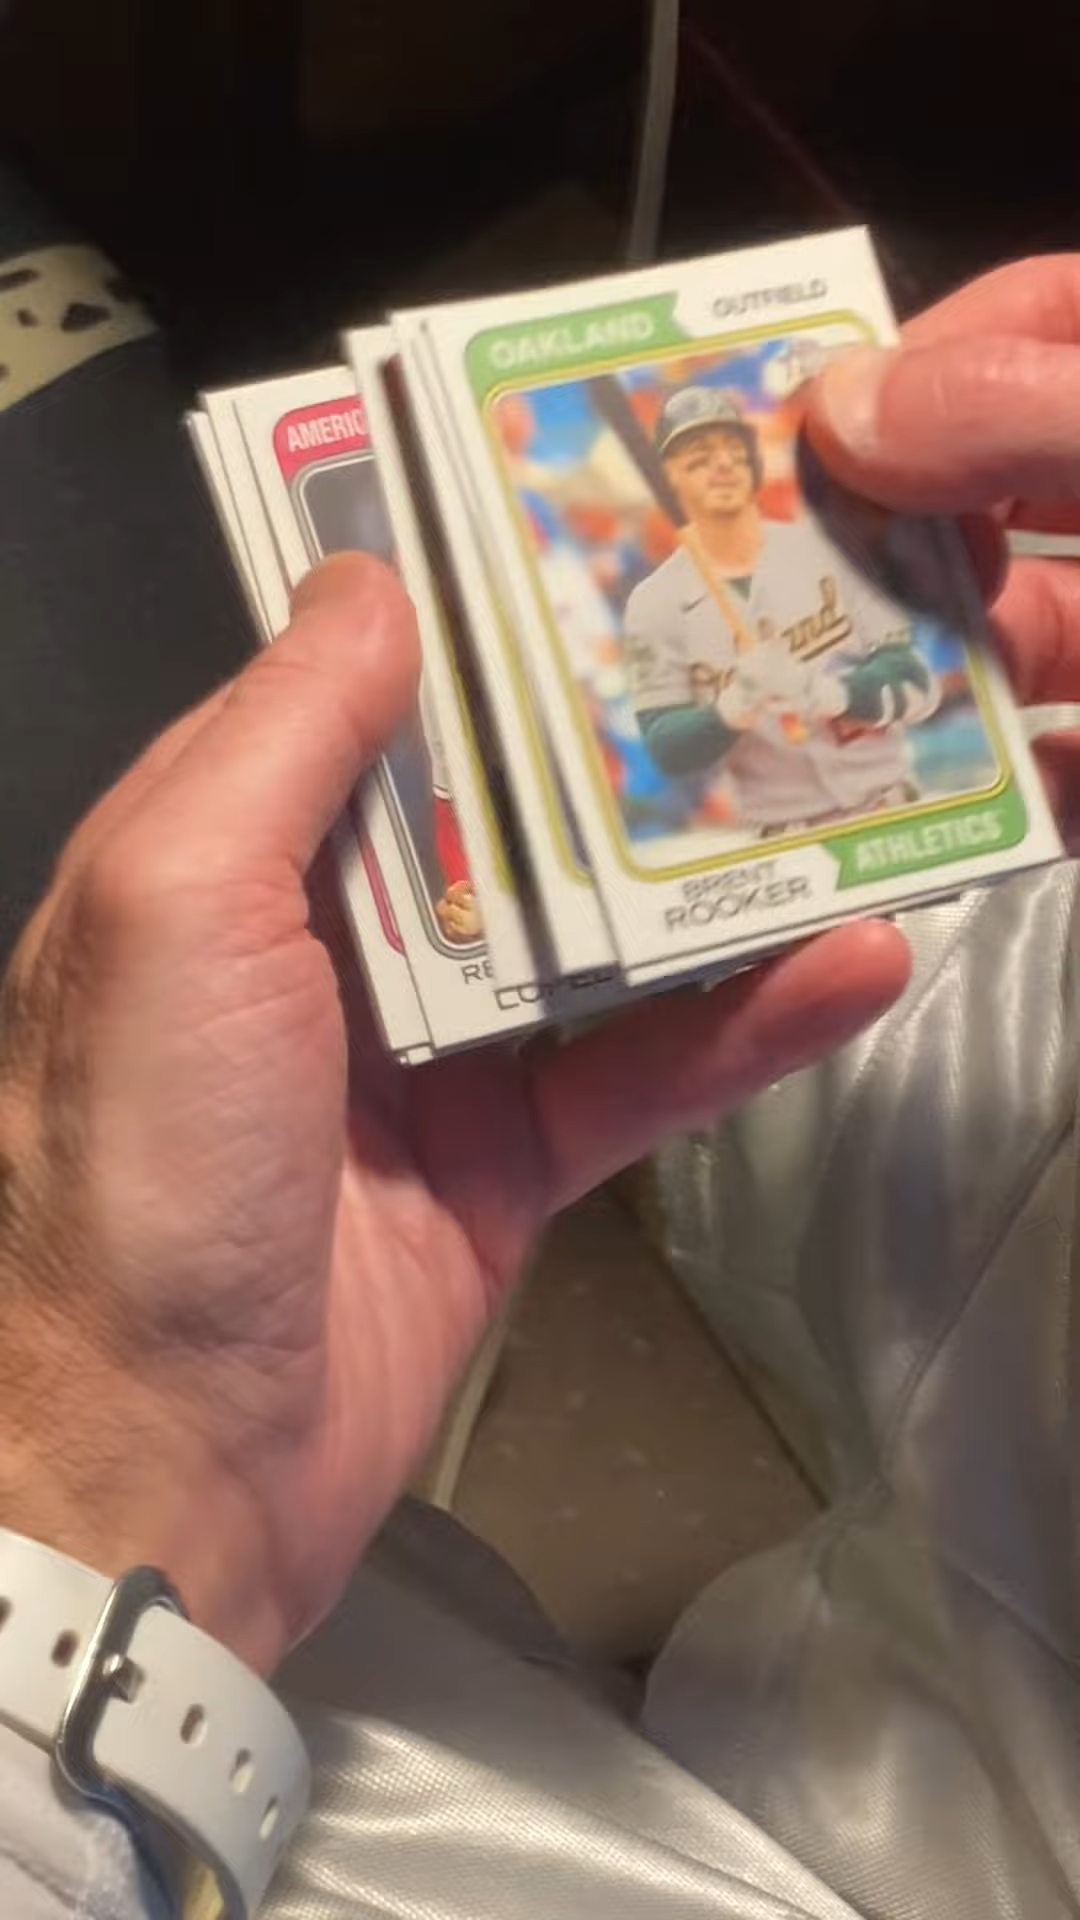 OAKLAND
OUTFIELD
AMERIC
BRENT
ROOKER
ATHLETICS
RE